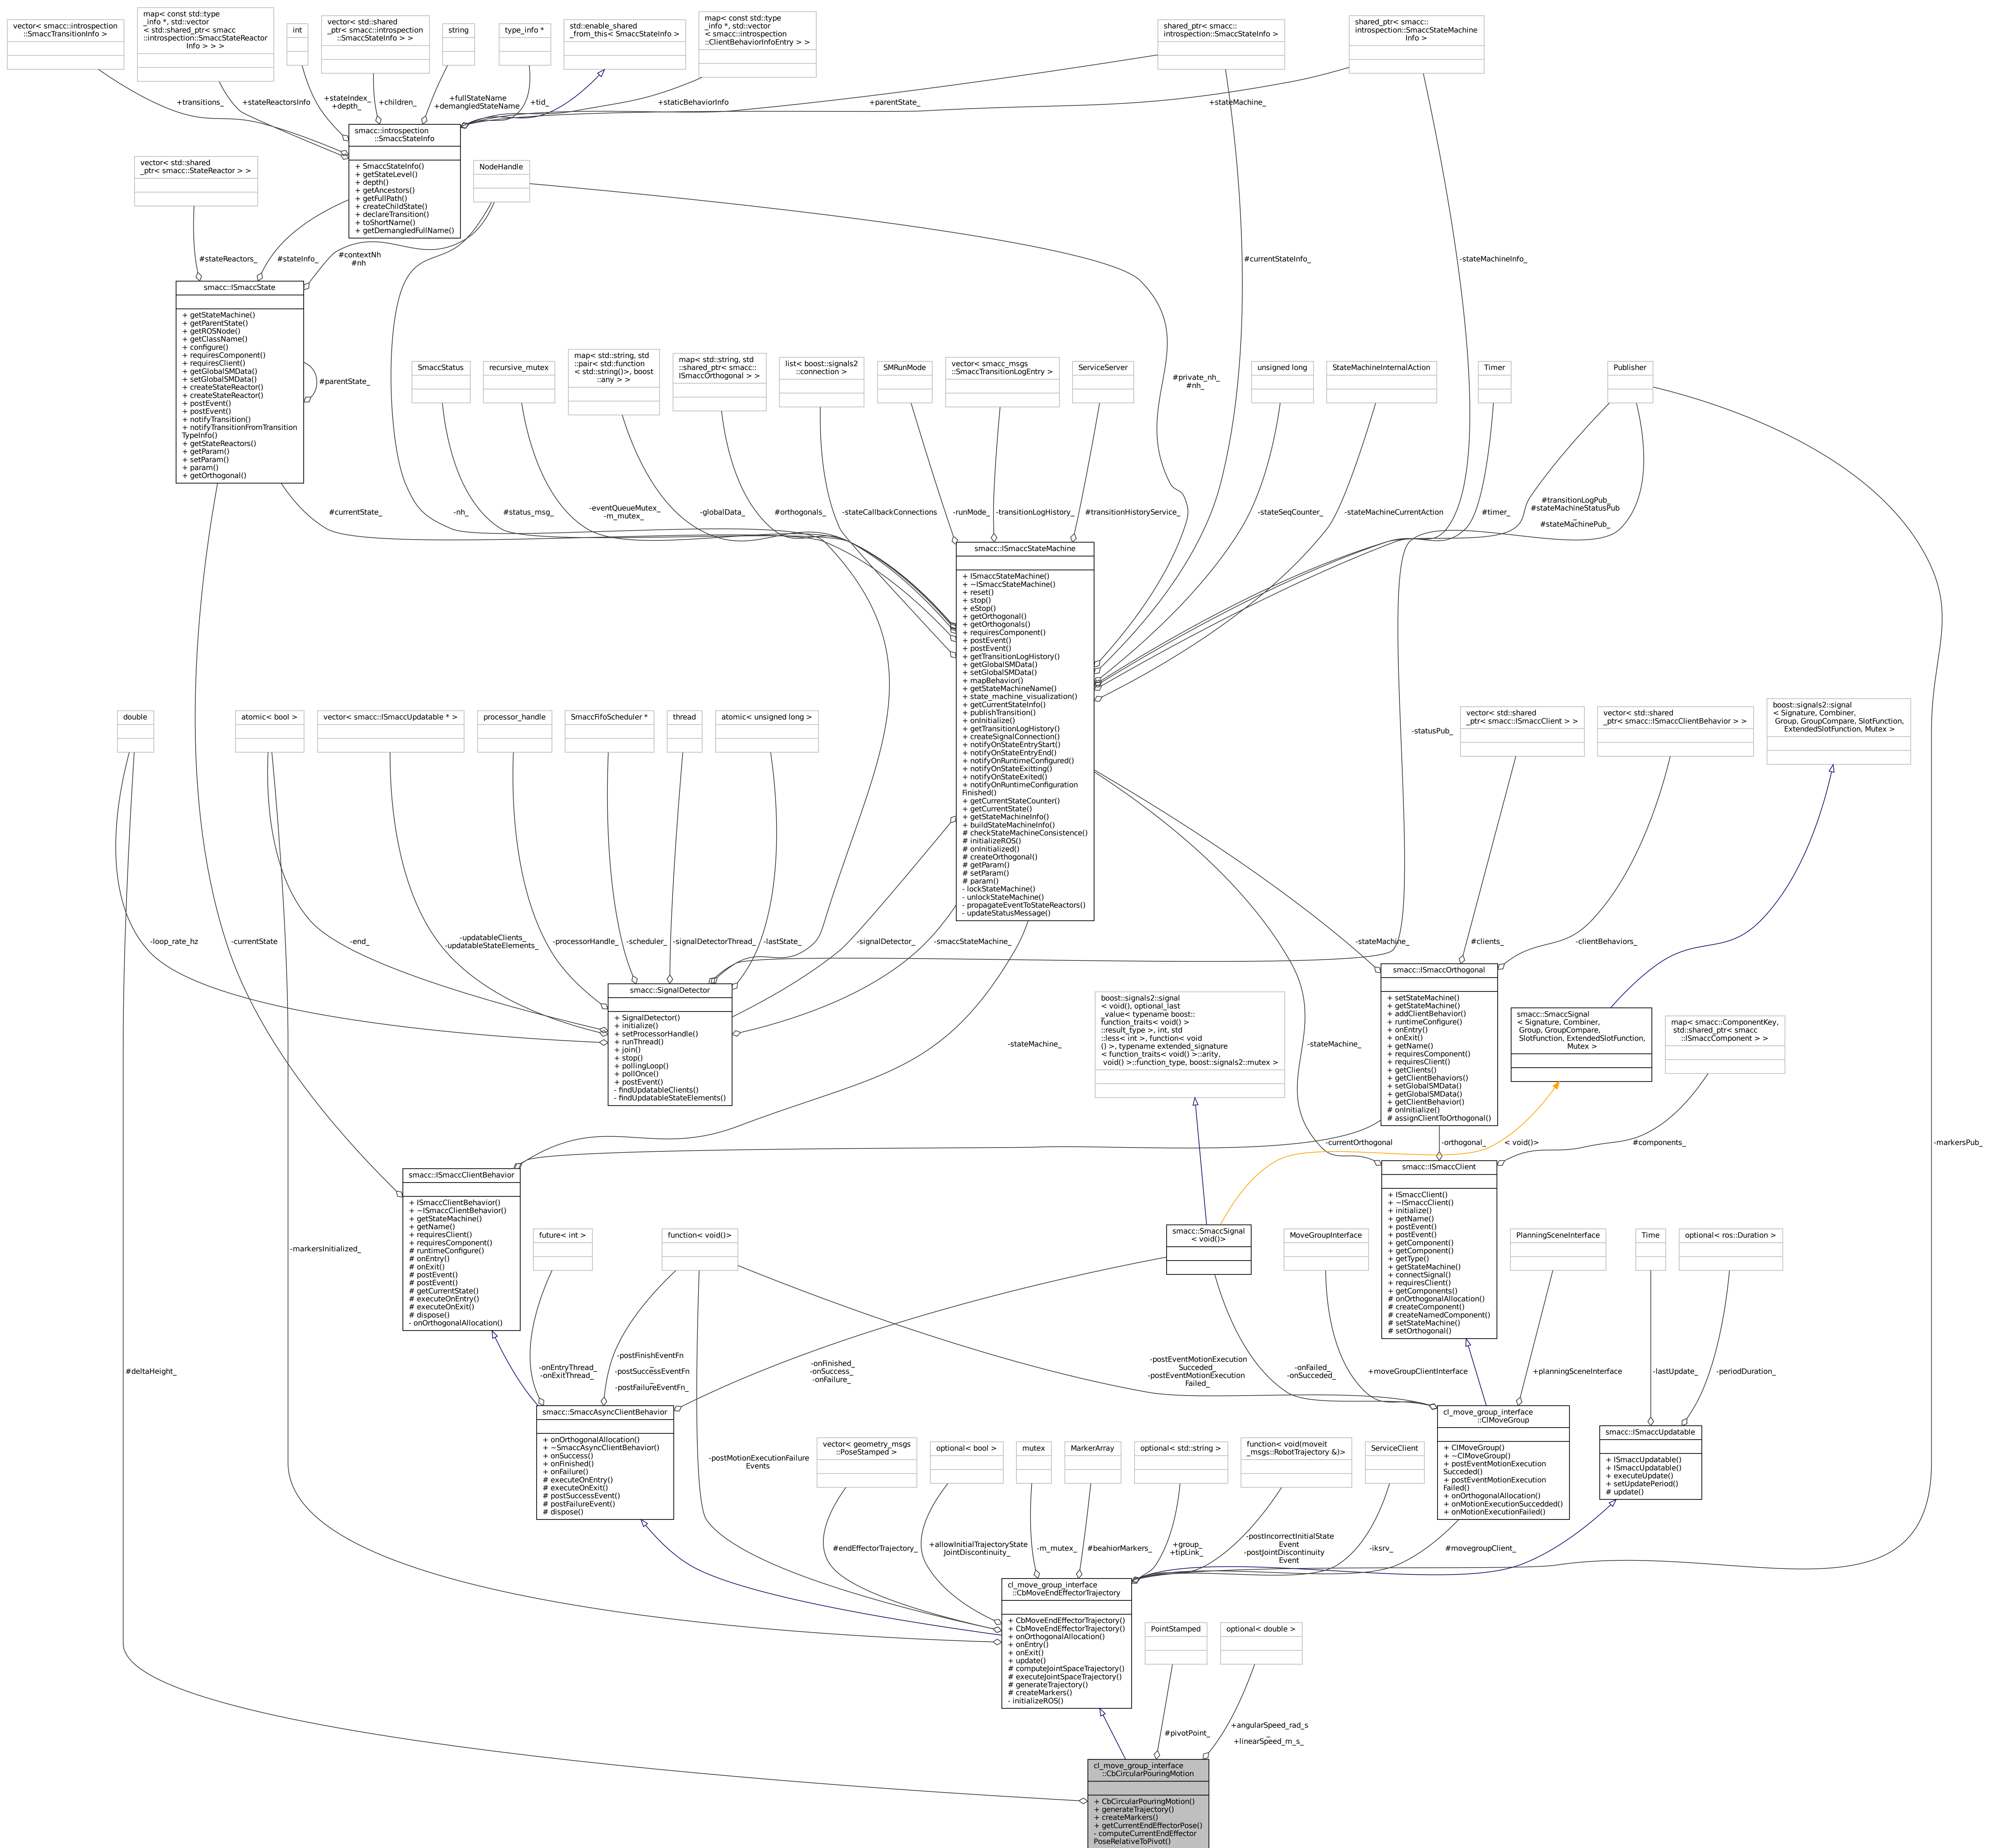 vector< smacc::introspection
::SmaccTransitionInfo >
map< const std::type
_info *, std::vector
< std::shared_ptr< smacc
::introspection::SmaccStateReactor
Info > > >
int
vector< std::shared
_ptr< smacc::introspection
::SmaccStateInfo > >
string
type_info *
std::enable_shared
_from_this< SmaccStateInfo >
map< const std::type
_info *, std::vector
< smacc::introspection
::ClientBehaviorInfoEntry > >
shared_ptr< smacc::
introspection::SmaccStateInfo >
shared_ptr< smacc::
introspection::SmaccStateMachine
Info >
+transitions_
+stateReactorsInfo
+stateIndex_
+depth_
+children_
+fullStateName
+demangledStateName
+tid_
+staticBehaviorInfo
+parentState_
+stateMachine_
smacc::introspection
::SmaccStateInfo
+ SmaccStateInfo()
+ getStateLevel()
+ depth()
+ getAncestors()
+ getFullPath()
+ createChildState()
+ declareTransition()
+ toShortName()
+ getDemangledFullName()
vector< std::shared
_ptr< smacc::StateReactor > >
NodeHandle
#stateReactors_
#stateInfo_
#contextNh
#nh
#currentStateInfo_
-stateMachineInfo_
smacc::ISmaccState
+ getStateMachine()
+ getParentState()
+ getROSNode()
+ getClassName()
+ configure()
+ requiresComponent()
+ requiresClient()
+ getGlobalSMData()
+ setGlobalSMData()
+ createStateReactor()
+ createStateReactor()
+ postEvent()
+ postEvent()
+ notifyTransition()
+ notifyTransitionFromTransition
TypeInfo()
+ getStateReactors()
+ getParam()
+ setParam()
+ param()
+ getOrthogonal()
#parentState_
SmaccStatus
recursive_mutex
map< std::string, std
::pair< std::function
< std::string()>, boost
::any > >
map< std::string, std
::shared_ptr< smacc::
ISmaccOrthogonal > >
list< boost::signals2
::connection >
SMRunMode
vector< smacc_msgs
::SmaccTransitionLogEntry >
ServiceServer
#private_nh_
#nh_
unsigned long
StateMachineInternalAction
Timer
Publisher
#currentState_
-nh_
#status_msg_
-eventQueueMutex_
-m_mutex_
-globalData_
#orthogonals_
-stateCallbackConnections
-runMode_
-transitionLogHistory_
#transitionHistoryService_
-stateSeqCounter_
-stateMachineCurrentAction
#timer_
#transitionLogPub_
#stateMachineStatusPub
_
#stateMachinePub_
smacc::ISmaccStateMachine
+ ISmaccStateMachine()
+ ~ISmaccStateMachine()
+ reset()
+ stop()
+ eStop()
+ getOrthogonal()
+ getOrthogonals()
+ requiresComponent()
+ postEvent()
+ postEvent()
+ getTransitionLogHistory()
+ getGlobalSMData()
+ setGlobalSMData()
+ mapBehavior()
+ getStateMachineName()
+ state_machine_visualization()
+ getCurrentStateInfo()
+ publishTransition()
+ onInitialize()
+ getTransitionLogHistory()
+ createSignalConnection()
+ notifyOnStateEntryStart()
+ notifyOnStateEntryEnd()
+ notifyOnRuntimeConfigured()
+ notifyOnStateExitting()
+ notifyOnStateExited()
+ notifyOnRuntimeConfiguration
Finished()
+ getCurrentStateCounter()
+ getCurrentState()
+ getStateMachineInfo()
+ buildStateMachineInfo()
# checkStateMachineConsistence()
# initializeROS()
# onInitialized()
# createOrthogonal()
# getParam()
# setParam()
# param()
- lockStateMachine()
- unlockStateMachine()
- propagateEventToStateReactors()
- updateStatusMessage()
double
atomic< bool >
vector< smacc::ISmaccUpdatable * >
processor_handle
SmaccFifoScheduler *
thread
atomic< unsigned long >
-statusPub_
vector< std::shared
_ptr< smacc::ISmaccClient > >
vector< std::shared
_ptr< smacc::ISmaccClientBehavior > >
boost::signals2::signal
< Signature, Combiner,
Group, GroupCompare, SlotFunction,
ExtendedSlotFunction, Mutex >
-loop_rate_hz
-currentState
-end_
-updatableClients_
-updatableStateElements_
-processorHandle_
-scheduler_
-signalDetectorThread_
-lastState_
-signalDetector_
-smaccStateMachine_
-stateMachine_
#clients_
-clientBehaviors_
smacc::SignalDetector
+ SignalDetector()
+ initialize()
+ setProcessorHandle()
+ runThread()
+ join()
+ stop()
+ pollingLoop()
+ pollOnce()
+ postEvent()
- findUpdatableClients()
- findUpdatableStateElements()
boost::signals2::signal
< void(), optional_last
_value< typename boost::
function_traits< void() >
::result_type >, int, std
::less< int >, function< void
() >, typename extended_signature
< function_traits< void() >::arity,
void() >::function_type, boost::signals2::mutex >
smacc::ISmaccOrthogonal
+ setStateMachine()
+ getStateMachine()
+ addClientBehavior()
+ runtimeConfigure()
+ onEntry()
+ onExit()
+ getName()
+ requiresComponent()
+ requiresClient()
+ getClients()
+ getClientBehaviors()
+ setGlobalSMData()
+ getGlobalSMData()
+ getClientBehavior()
# onInitialize()
# assignClientToOrthogonal()
smacc::SmaccSignal
< Signature, Combiner,
Group, GroupCompare,
SlotFunction, ExtendedSlotFunction,
Mutex >
map< smacc::ComponentKey,
std::shared_ptr< smacc
::ISmaccComponent > >
-stateMachine_
-stateMachine_
-currentOrthogonal
-orthogonal_
< void()>
#components_
-markersPub_
smacc::ISmaccClientBehavior
+ ISmaccClientBehavior()
+ ~ISmaccClientBehavior()
+ getStateMachine()
+ getName()
+ requiresClient()
+ requiresComponent()
# runtimeConfigure()
# onEntry()
# onExit()
# postEvent()
# postEvent()
# getCurrentState()
# executeOnEntry()
# executeOnExit()
# dispose()
- onOrthogonalAllocation()
smacc::ISmaccClient
+ ISmaccClient()
+ ~ISmaccClient()
+ initialize()
+ getName()
+ postEvent()
+ postEvent()
+ getComponent()
+ getComponent()
+ getType()
+ getStateMachine()
+ connectSignal()
+ requiresClient()
+ getComponents()
# onOrthogonalAllocation()
# createComponent()
# createNamedComponent()
# setStateMachine()
# setOrthogonal()
-markersInitialized_
future< int >
function< void()>
smacc::SmaccSignal
< void()>
MoveGroupInterface
PlanningSceneInterface
Time
optional< ros::Duration >
#deltaHeight_
-onEntryThread_
-onExitThread_
-postFinishEventFn
_
-postSuccessEventFn
_
-postFailureEventFn_
-onFinished_
-onSuccess_
-onFailure_
-postEventMotionExecution
Succeded_
-postEventMotionExecution
Failed_
-onFailed_
-onSucceded_
+moveGroupClientInterface
+planningSceneInterface
-lastUpdate_
-periodDuration_
smacc::SmaccAsyncClientBehavior
+ onOrthogonalAllocation()
+ ~SmaccAsyncClientBehavior()
+ onSuccess()
+ onFinished()
+ onFailure()
# executeOnEntry()
# executeOnExit()
# postSuccessEvent()
# postFailureEvent()
# dispose()
cl_move_group_interface
::ClMoveGroup
+ ClMoveGroup()
+ ~ClMoveGroup()
+ postEventMotionExecution
Succeded()
+ postEventMotionExecution
Failed()
+ onOrthogonalAllocation()
+ onMotionExecutionSuccedded()
+ onMotionExecutionFailed()
smacc::ISmaccUpdatable
+ ISmaccUpdatable()
+ ISmaccUpdatable()
+ executeUpdate()
+ setUpdatePeriod()
# update()
-postMotionExecutionFailure
Events
vector< geometry_msgs
::PoseStamped >
optional< bool >
mutex
MarkerArray
optional< std::string >
function< void(moveit
_msgs::RobotTrajectory &)>
ServiceClient
#endEffectorTrajectory_
+allowInitialTrajectoryState
JointDiscontinuity_
-m_mutex_
#beahiorMarkers_
+group_
+tipLink_
-postIncorrectInitialState
Event
-postJointDiscontinuity
Event
-iksrv_
#movegroupClient_
cl_move_group_interface
::CbMoveEndEffectorTrajectory
+ CbMoveEndEffectorTrajectory()
+ CbMoveEndEffectorTrajectory()
+ onOrthogonalAllocation()
+ onEntry()
+ onExit()
+ update()
# computeJointSpaceTrajectory()
# executeJointSpaceTrajectory()
# generateTrajectory()
# createMarkers()
- initializeROS()
PointStamped
optional< double >
#pivotPoint_
+angularSpeed_rad_s
_
+linearSpeed_m_s_
cl_move_group_interface
::CbCircularPouringMotion
+ CbCircularPouringMotion()
+ generateTrajectory()
+ createMarkers()
+ getCurrentEndEffectorPose()
- computeCurrentEndEffector
PoseRelativeToPivot()